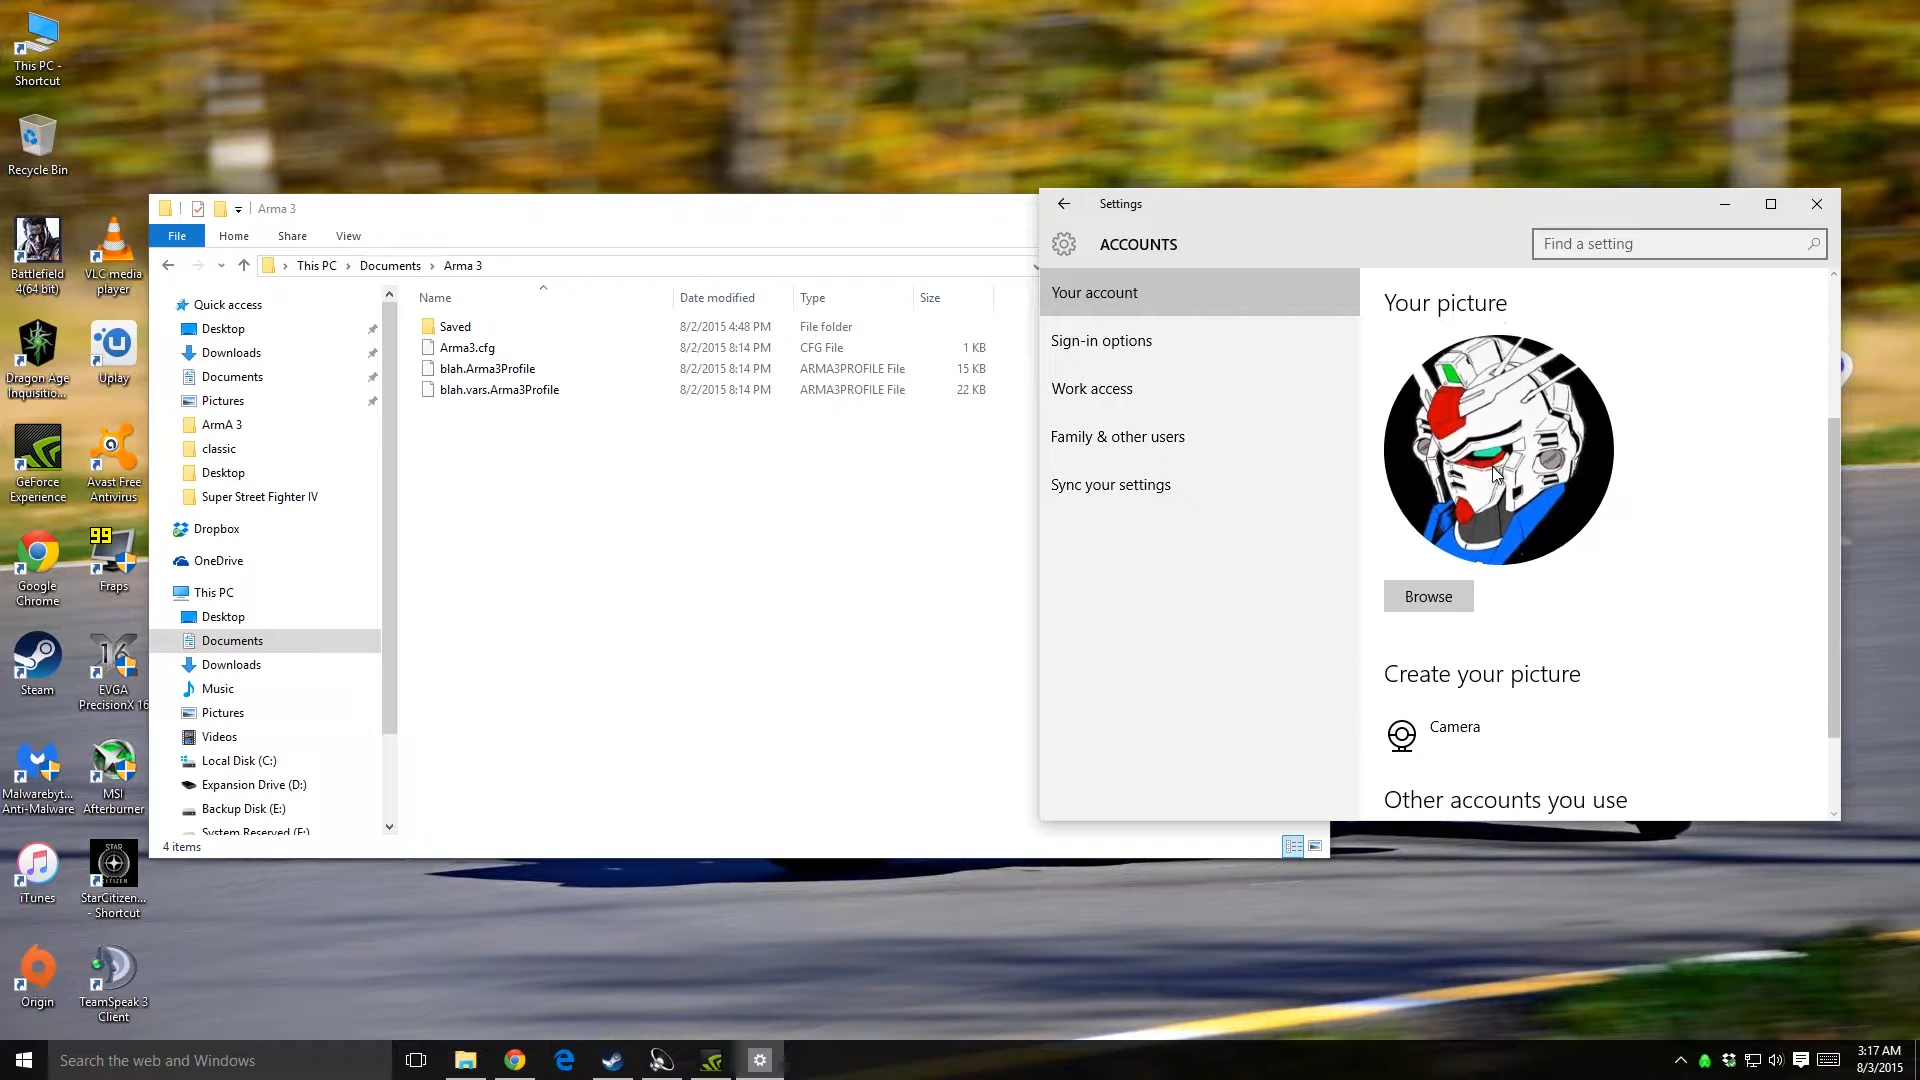 This PC -
Shortcut
Recycle Bin
Battlefield
4(64 bit)
VLC media
player
Dragon Age
Inquisitio...
Uplay
GeForce
Experience
Avast Free
Antivirus
Google
Chrome
99
Fraps
Steam
EVGA
PrecisionX 16
Malwarebyt...
Anti-Malware
MSI
Afterburner
iTunes
STAR
CITIZEN
StarCitizen...
- Shortcut
Origin
TeamSpeak 3
Client
Arma 3
File Home Share View
This PC Documents Arma 3
Quick access
Desktop
Downloads
Documents
Pictures
ArmA 3
classic
Desktop
Super Street Fighter IV
Dropbox
OneDrive
This PC
Desktop
Documents
Downloads
Music
Pictures
Videos
Local Disk (C:)
Expansion Drive (D:)
Backup Disk (E:)
System Reserved (F:)
4 items
Name Date modified Type Size
Saved 8/2/2015 4:48 PM File folder
Arma3.cfg 8/2/2015 8:14 PM CFG File 1 KB
blah.Arma3Profile 8/2/2015 8:14 PM ARMA3PROFILE File 15 KB
blah.vars.Arma3Profile 8/2/2015 8:14 PM ARMA3PROFILE File 22 KB
Settings
ACCOUNTS
Find a setting
Your account
Sign-in options
Work access
Family & other users
Sync your settings
Your picture
Browse
Create your picture
Camera
Other accounts you use
Search the web and Windows
3:17 AM
8/3/2015